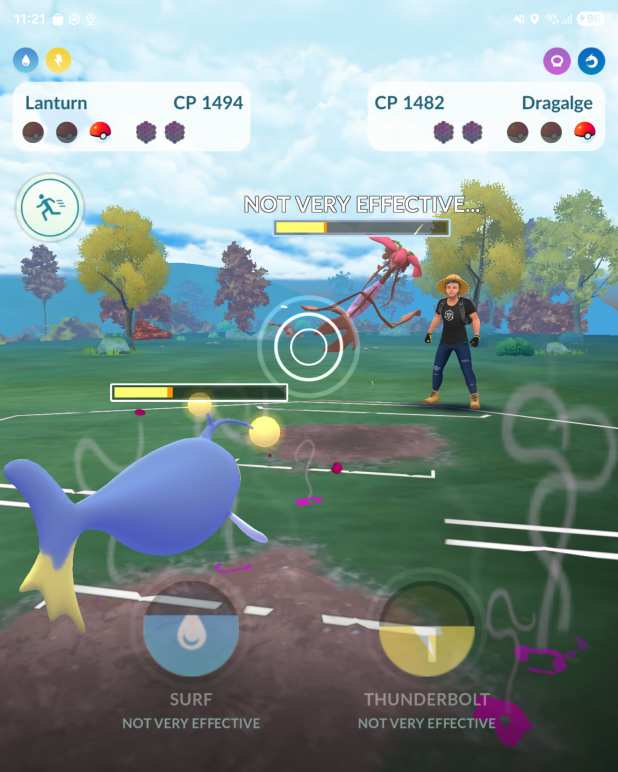 11:21
Lanturn CP 1494
CP 1482 Dragalge
NOT VERY EFFECTIVE...
SURF
NOT VERY EFFECTIVE
THUNDERBOLT
NOT VERY EFFECTIVE